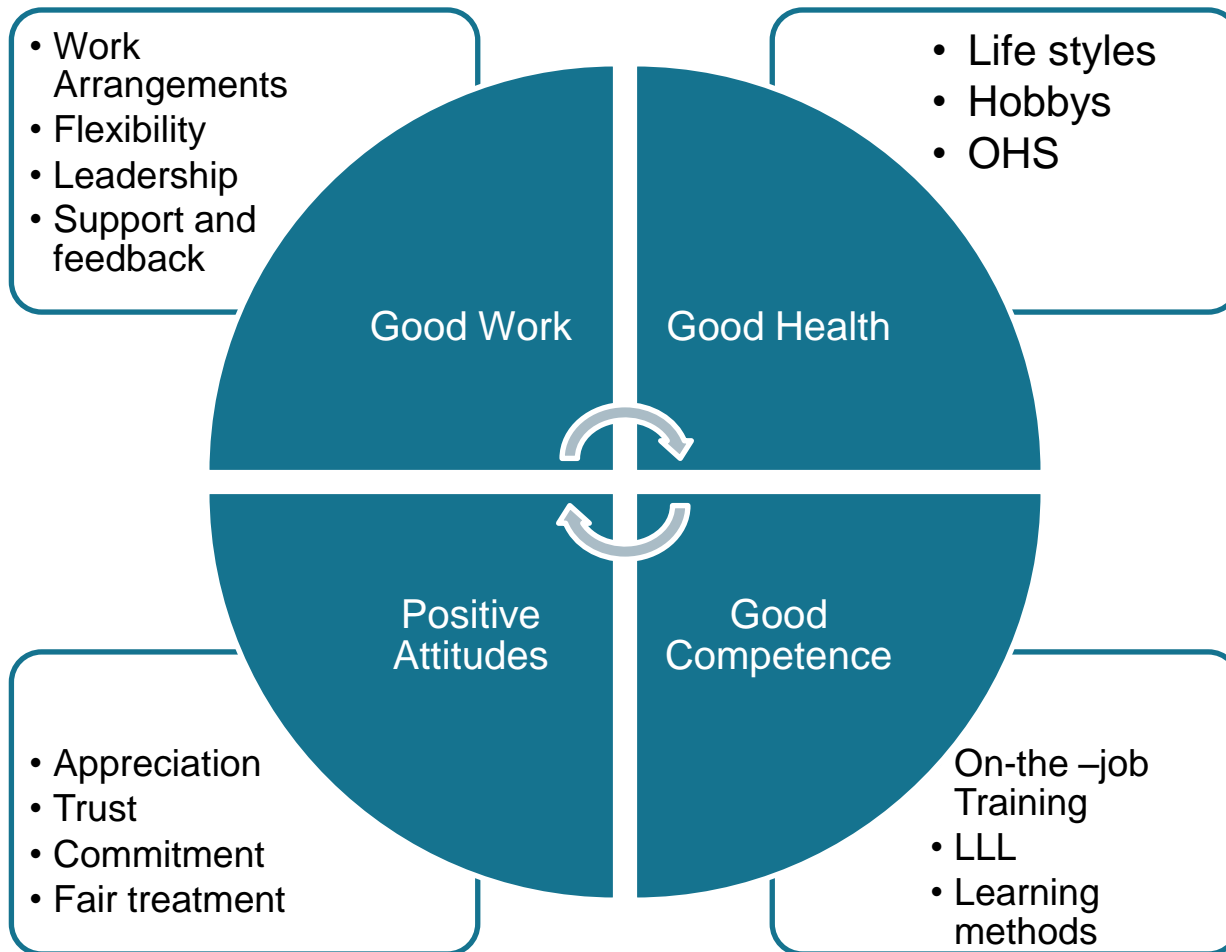 • Work
Arrangements
• Flexibility
• Leadership
• Support and
feedback
• Life styles
• Hobbys
• OHS
Good Work
Good Health
Positive
Attitudes
Good
Competence
• Appreciation
• Trust
• Commitment
• Fair treatment
On-the –job
Training
• LLL
• Learning
methods